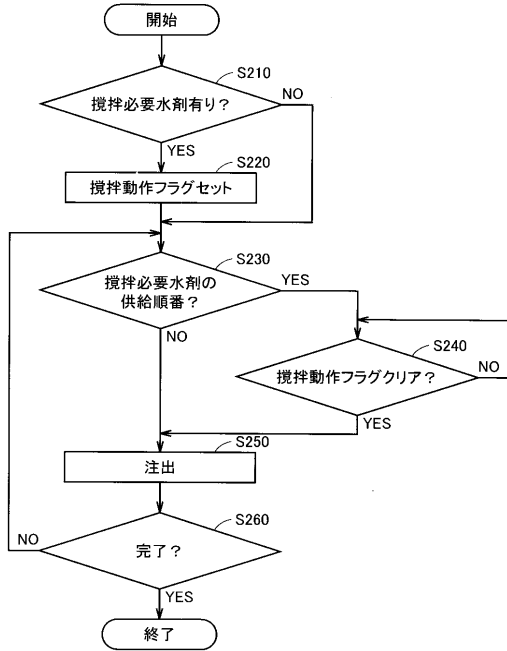 開始
S210
攪拌必要水剤有り？
NO
YES
S220
攪拌動作フラグセット
S230
攪拌必要水剤の
供給順番？
YES
NO
S240
攪拌動作フラグクリア？
NO
YES
S250
注出
S260
完了？
NO
YES
終了